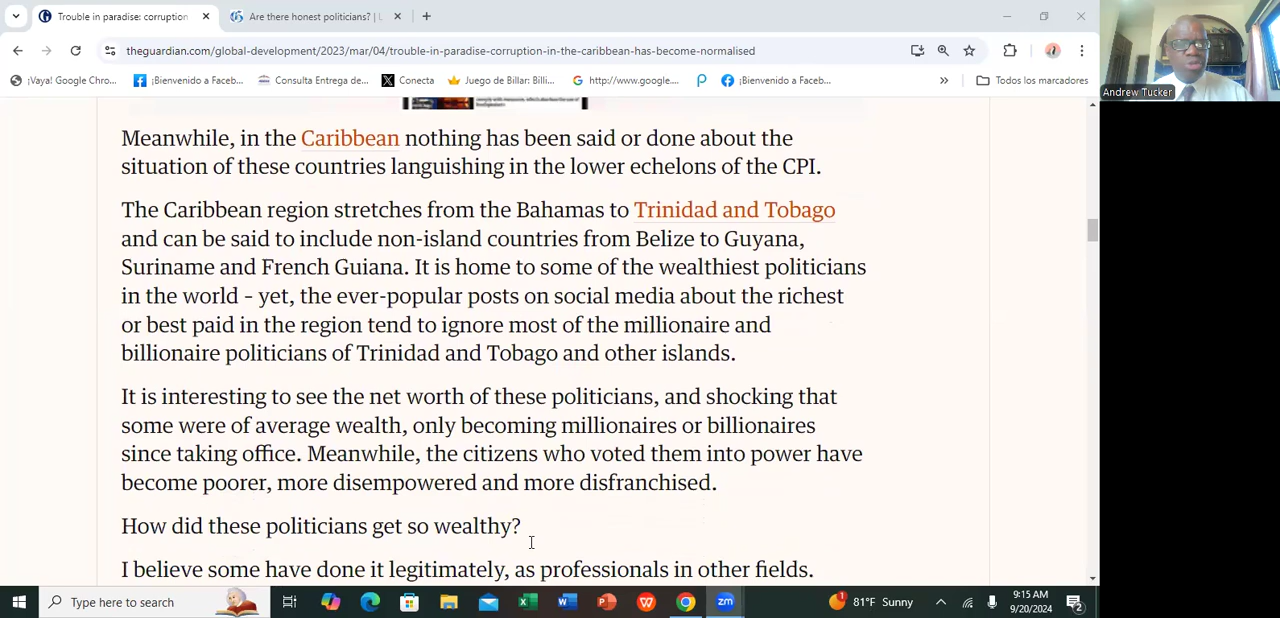 Trouble in paradise: corruption
Are there honest politicians? |
theguardian.com/global-development/2023/mar/04/trouble-in-paradise-corruption-in-the-caribbean-has-become-normalised
¡Vaya! Google Chro...
¡Bienvenido a Faceb...
Consulta Entrega de...
Conecta
Juego de Billar: Billi...
http://www.google....
¡Bienvenido a Faceb...
»
Todos los marcadores
Andrew Tucker
Meanwhile, in the Caribbean nothing has been said or done about the
situation of these countries languishing in the lower echelons of the CPI.
The Caribbean region stretches from the Bahamas to Trinidad and Tobago
and can be said to include non-island countries from Belize to Guyana,
Suriname and French Guiana. It is home to some of the wealthiest politicians
in the world – yet, the ever-popular posts on social media about the richest
or best paid in the region tend to ignore most of the millionaire and
billionaire politicians of Trinidad and Tobago and other islands.
It is interesting to see the net worth of these politicians, and shocking that
some were of average wealth, only becoming millionaires or billionaires
since taking office. Meanwhile, the citizens who voted them into power have
become poorer, more disempowered and more disfranchised.
How did these politicians get so wealthy?
I believe some have done it legitimately, as professionals in other fields.
Type here to search
81°F Sunny
9:15 AM
9/20/2024
2